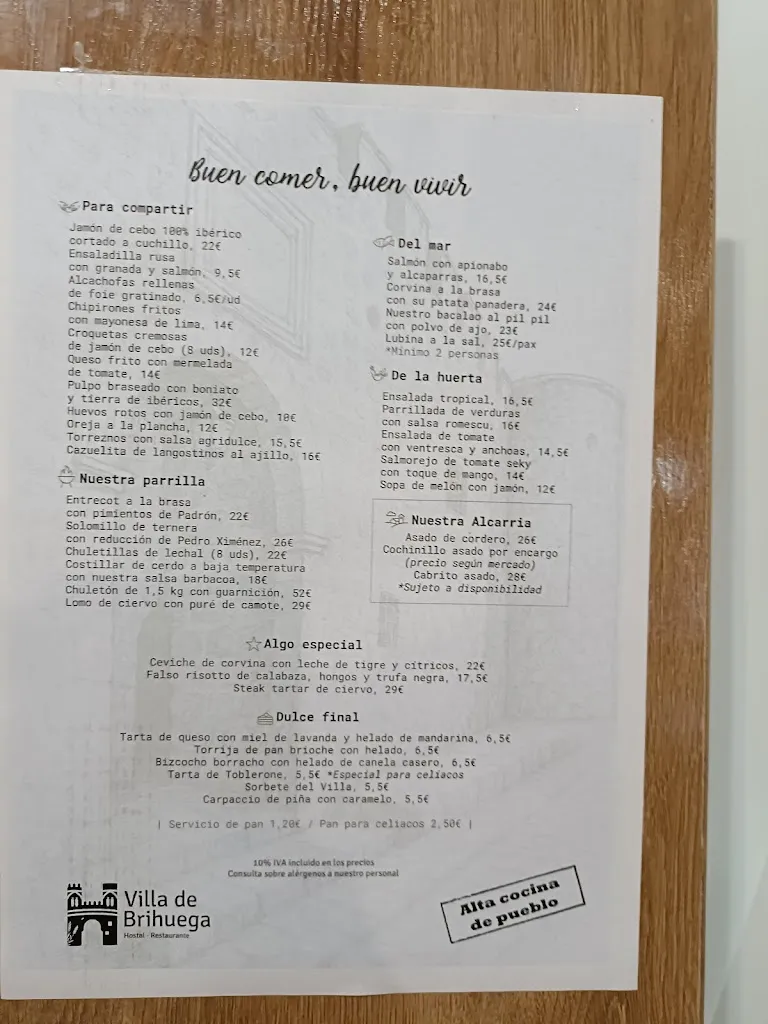 Buen comer, buen vivir
Para compartir
Jamón de cebo 100% ibérico
cortado a cuchillo, 22€
Ensaladilla rusa
con granada y salmón, 9,5€
Alcachofas rellenas
de foie gratinado, 6,5€/ud
Chipirones fritos
con mayonesa de lima, 14€
Croquetas cremosas
de jamón de cebo (8 uds), 12€
Queso frito con mermelada
de tomate, 14€
Pulpo braseado con boniato
y tierra de ibéricos, 32€
Huevos rotos con jamón de cebo, 18€
Oreja a la plancha, 12€
Torreznos con salsa agridulce, 15,5€
Cazuelita de langostinos al ajillo, 16€
Nuestra parrilla
Entrecot a la brasa
con pimientos de Padrón, 22€
Solomillo de ternera
con reducción de Pedro Ximénez, 26€
Chuletillas de lechal (8 uds), 22€
Costillar de cerdo a baja temperatura
con nuestra salsa barbacoa, 18€
Chuletón de 1,5 kg con guarnición, 52€
Lomo de ciervo con puré de camote, 29€
Del mar
Salmón con apionabo
y alcaparras, 16,5€
Corvina a la brasa
con su patata panadera, 24€
Nuestro bacalao al pil pil
con polvo de ajo, 23€
Lubina a la sal, 25€/pax
*Mínimo 2 personas
De la huerta
Ensalada tropical, 16,5€
Parrillada de verduras
con salsa romescu, 16€
Ensalada de tomate
con ventresca y anchoas, 14,5€
Salmorejo de tomate seky
con toque de mango, 14€
Sopa de melón con jamón, 12€
Nuestra Alcarria
Asado de cordero, 26€
Cochinillo asado por encargo
(precio según mercado)
Cabrito asado, 28€
*Sujeto a disponibilidad
Algo especial
Ceviche de corvina con leche de tigre y cítricos, 22€
Falso risotto de calabaza, hongos y trufa negra, 17,5€
Steak tartar de ciervo, 29€
Dulce final
Tarta de queso con miel de lavanda y helado de mandarina, 6,5€
Torrija de pan brioche con helado, 6,5€
Bizcocho borracho con helado de canela casero, 6,5€
Tarta de Toblerone, 5,5€ *Especial para celíacos
Sorbete del Villa, 5,5€
Carpaccio de piña con caramelo, 5,5€
| Servicio de pan 1,20€ / Pan para celíacos 2,50€ |
10% IVA incluido en los precios
Consulta sobre alérgenos a nuestro personal
Villa de
Brihuega
Hostal - Restaurante
Alta cocina
de pueblo